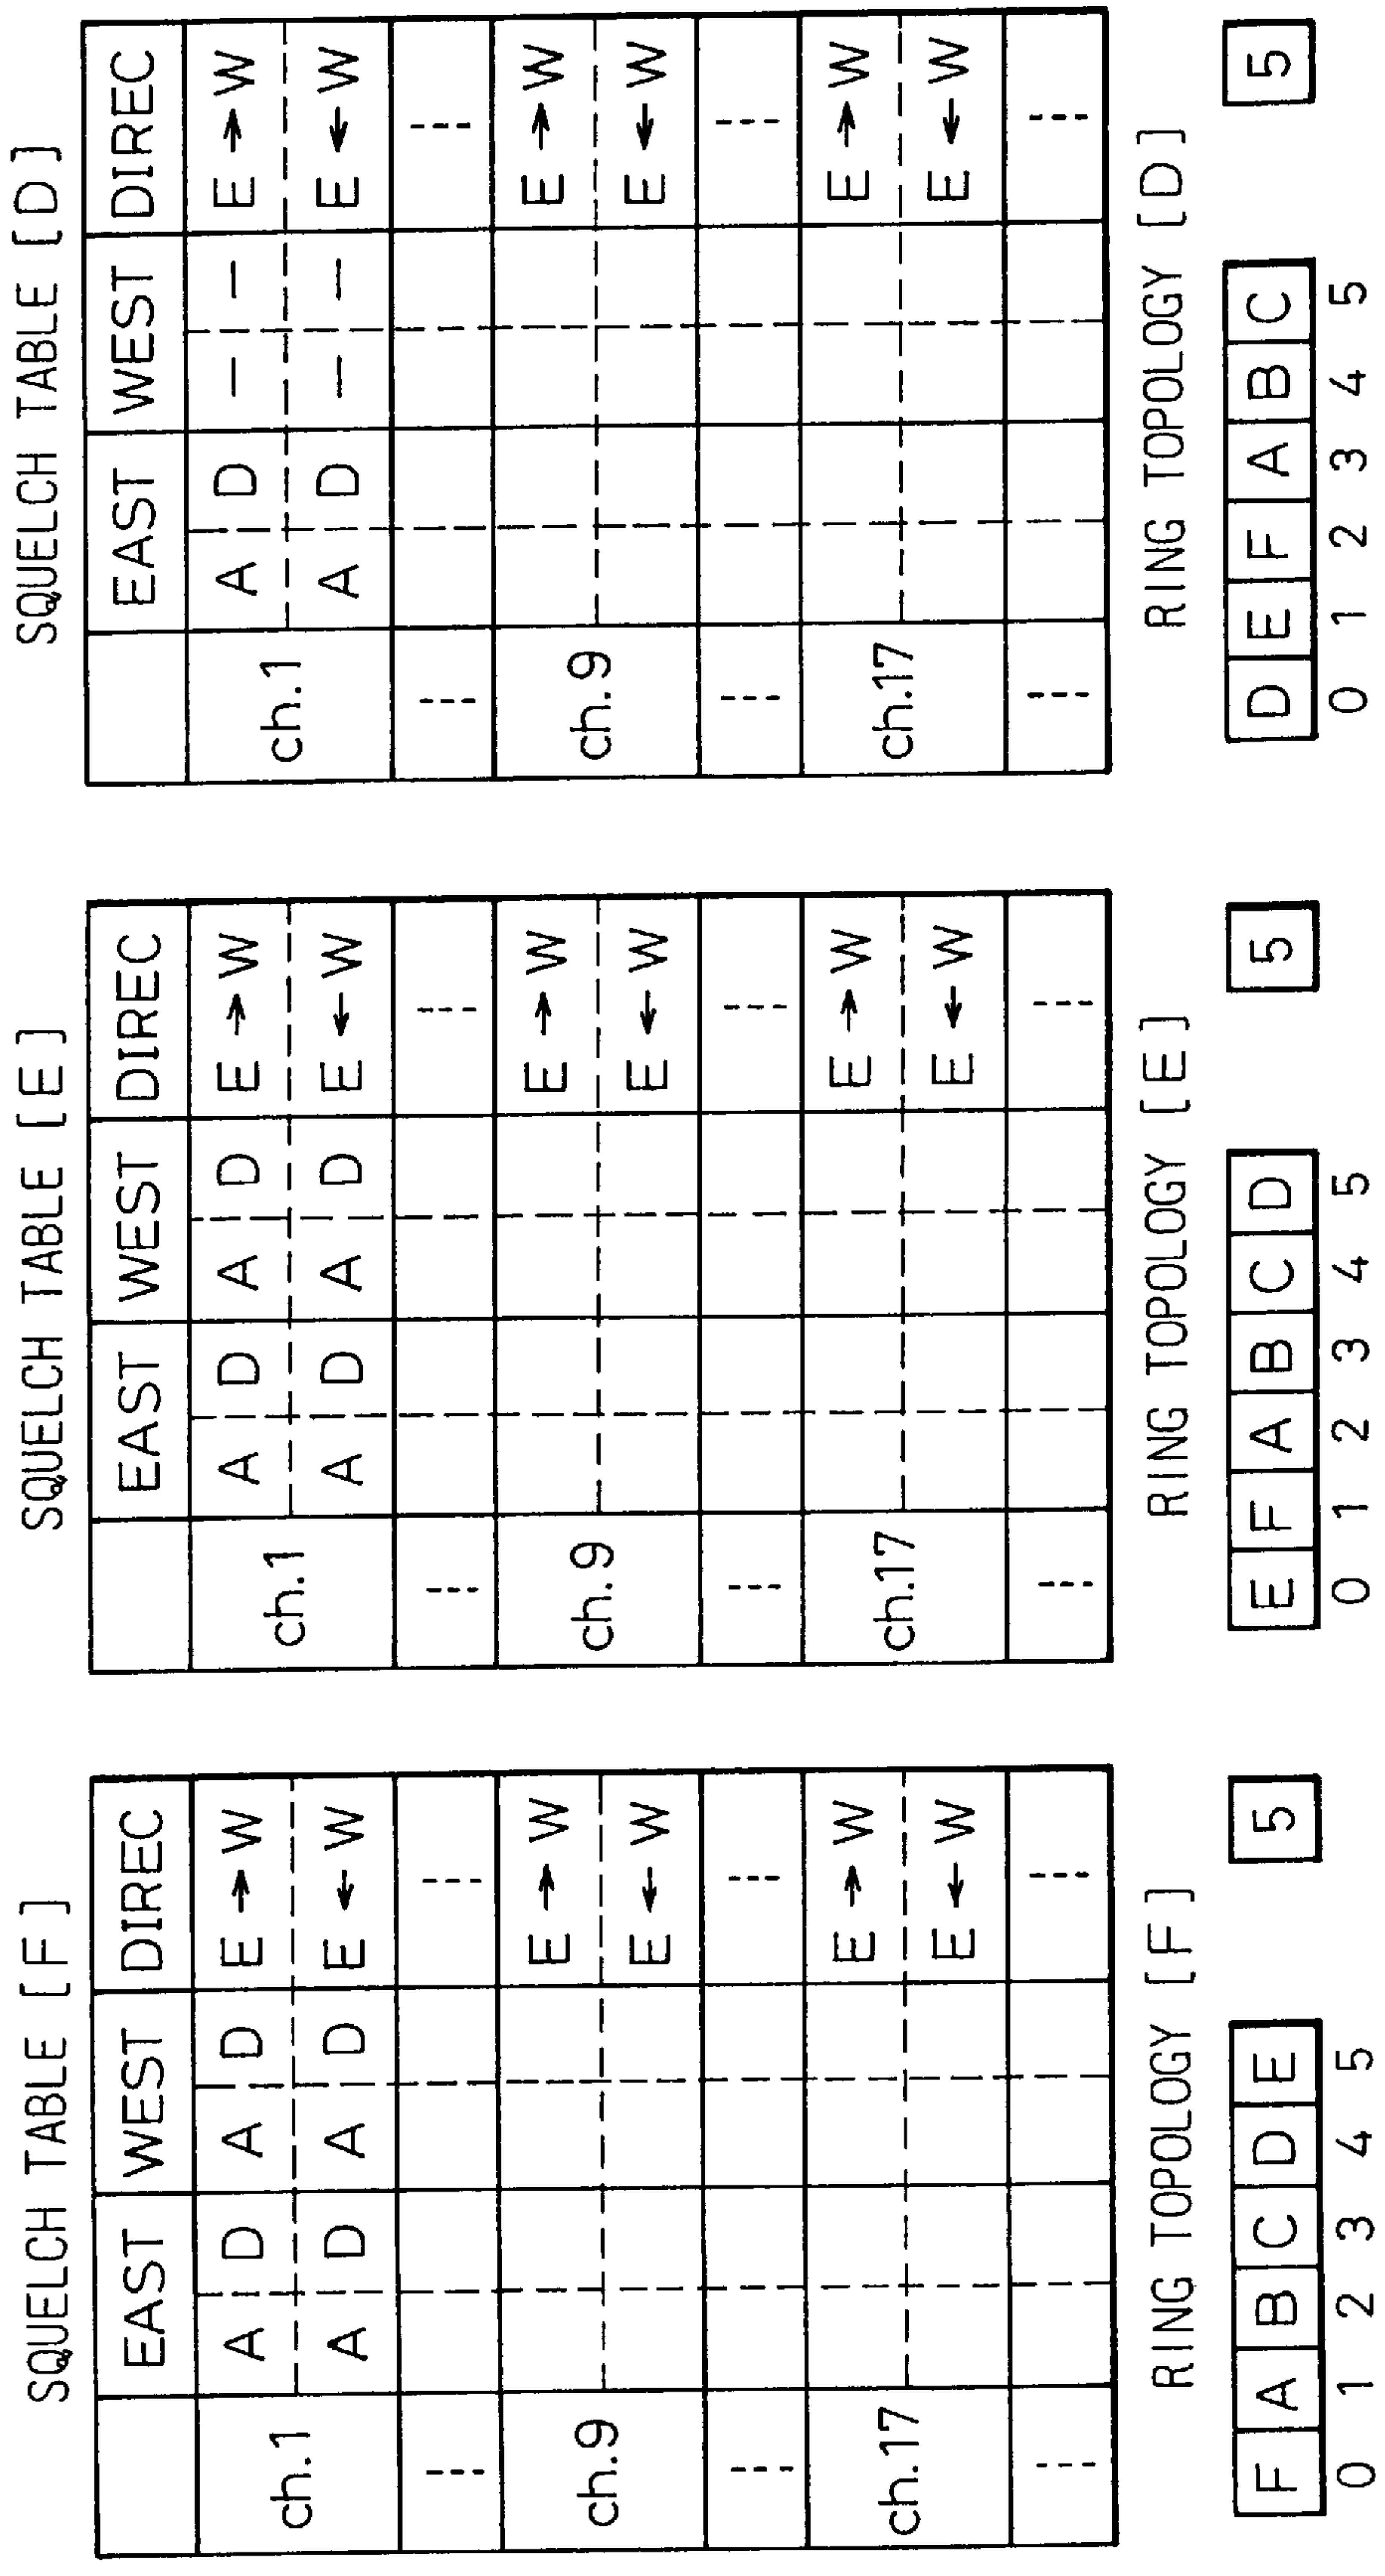 SQUELCH TABLE [F]
EAST WEST DIREC
ch.1 A D A D E → W
A D A D E ← W
--- ---
ch.9 E → W
E ← W
--- ---
ch.17 E → W
E ← W
--- ---
RING TOPOLOGY [F]
F A B C D E 5
0 1 2 3 4 5
SQUELCH TABLE [E]
EAST WEST DIREC
ch.1 A D A D E → W
A D A D E ← W
--- ---
ch.9 E → W
E ← W
--- ---
ch.17 E → W
E ← W
--- ---
RING TOPOLOGY [E]
E F A B C D 5
0 1 2 3 4 5
SQUELCH TABLE [D]
EAST WEST DIREC
ch.1 A D — — E → W
A D — — E ← W
--- ---
ch.9 E → W
E ← W
--- ---
ch.17 E → W
E ← W
--- ---
RING TOPOLOGY [D]
D E F A B C 5
0 1 2 3 4 5